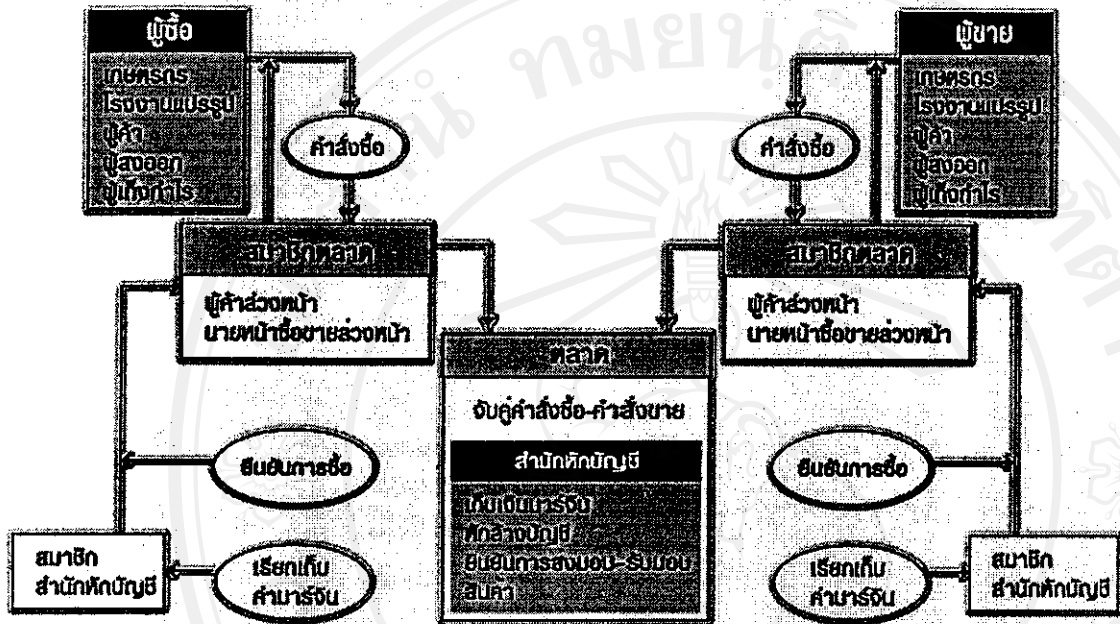 ผู้ซื้อ
เกษตรกร
โรงงานแปรรูป
ผู้ค้า
ผู้ส่งออก
ผู้เก็งกำไร
คำสั่งซื้อ
ผู้ขาย
เกษตรกร
โรงงานแปรรูป
ผู้ค้า
ผู้ส่งออก
ผู้เก็งกำไร
คำสั่งซื้อ
สมาชิกตลาด
ผู้ค้าล่วงหน้า
นายหน้าซื้อขายล่วงหน้า
สมาชิกตลาด
ผู้ค้าล่วงหน้า
นายหน้าซื้อขายล่วงหน้า
ตลาด
จับคู่คำสั่งซื้อ-คำสั่งขาย
สำนักหักบัญชี
เก็บเงินมาร์จิน
หักล้างบัญชี
ยืนยันการส่งมอบ-รับมอบ
สินค้า
ยืนยันการซื้อ
เรียกเก็บ
ค่ามาร์จิน
สมาชิก
สำนักหักบัญชี
ยืนยันการซื้อ
เรียกเก็บ
ค่ามาร์จิน
สมาชิก
สำนักหักบัญชี